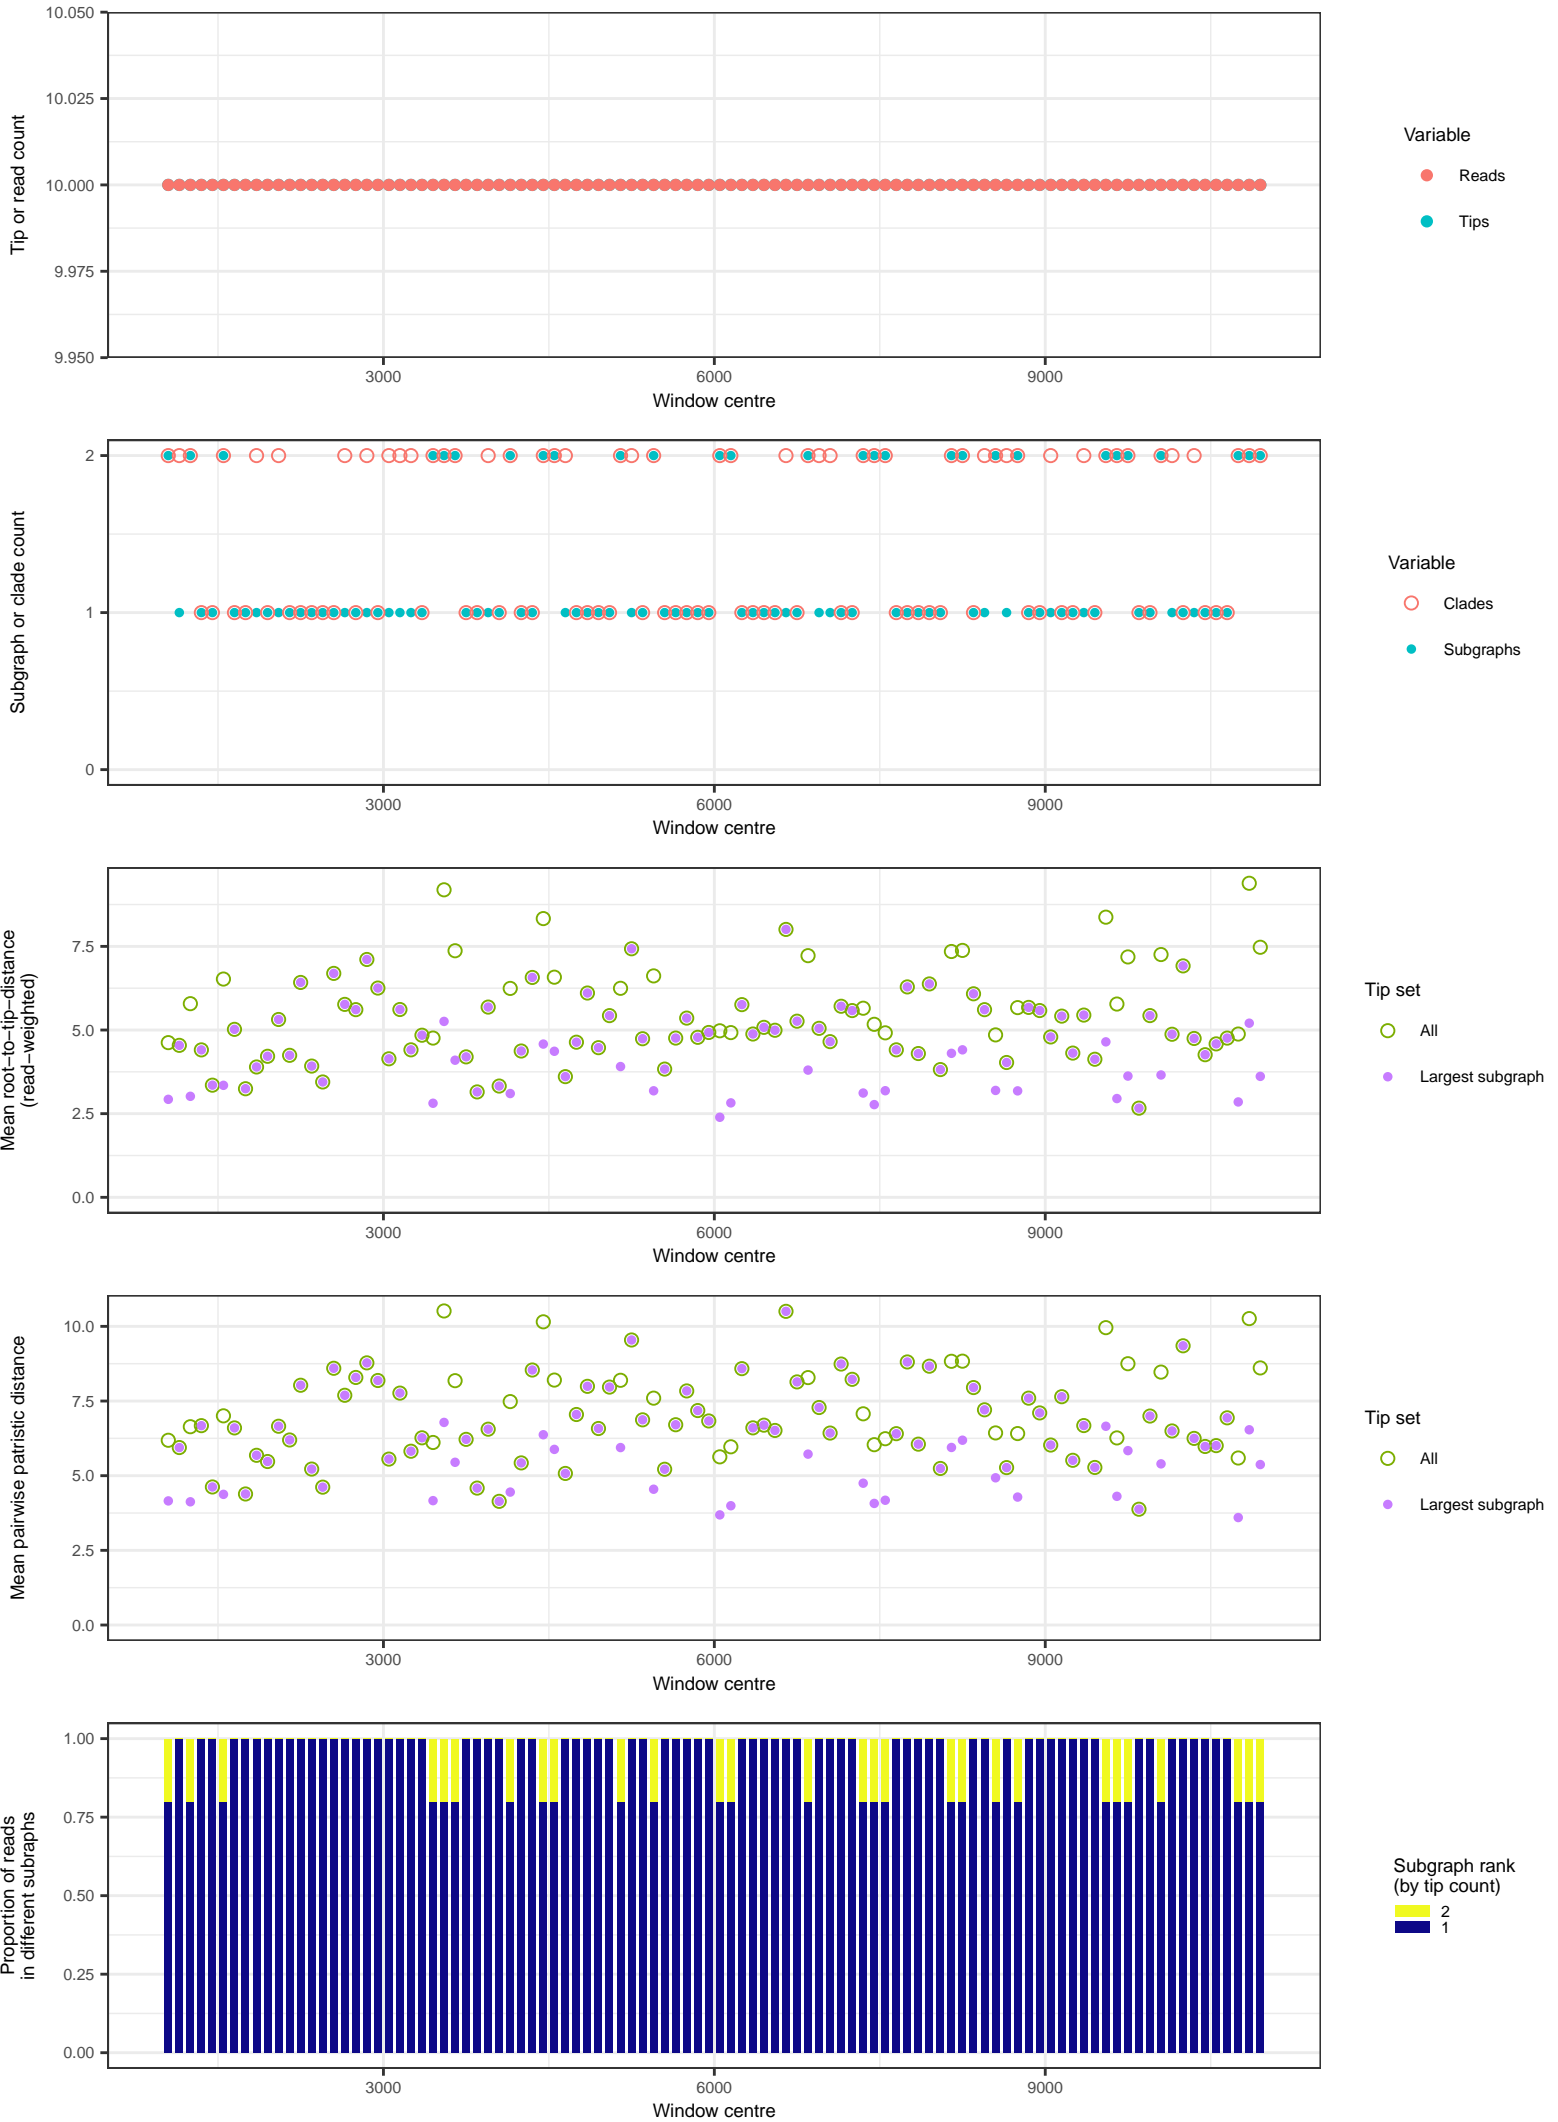 10.050
10.025
10.000
9.975
9.950
Tip or read count
3000 6000 9000
Window centre
Variable
Reads
Tips
2
1
0
Subgraph or clade count
3000 6000 9000
Window centre
Variable
Clades
Subgraphs
7.5
5.0
2.5
0.0
Mean root−to−tip−distance
(read−weighted)
3000 6000 9000
Window centre
Tip set
All
Largest subgraph
10.0
7.5
5.0
2.5
0.0
Mean pairwise patristic distance
3000 6000 9000
Window centre
Tip set
All
Largest subgraph
1.00
0.75
0.50
0.25
0.00
Proportion of reads
in different subraphs
3000 6000 9000
Window centre
Subgraph rank
(by tip count)
2
1